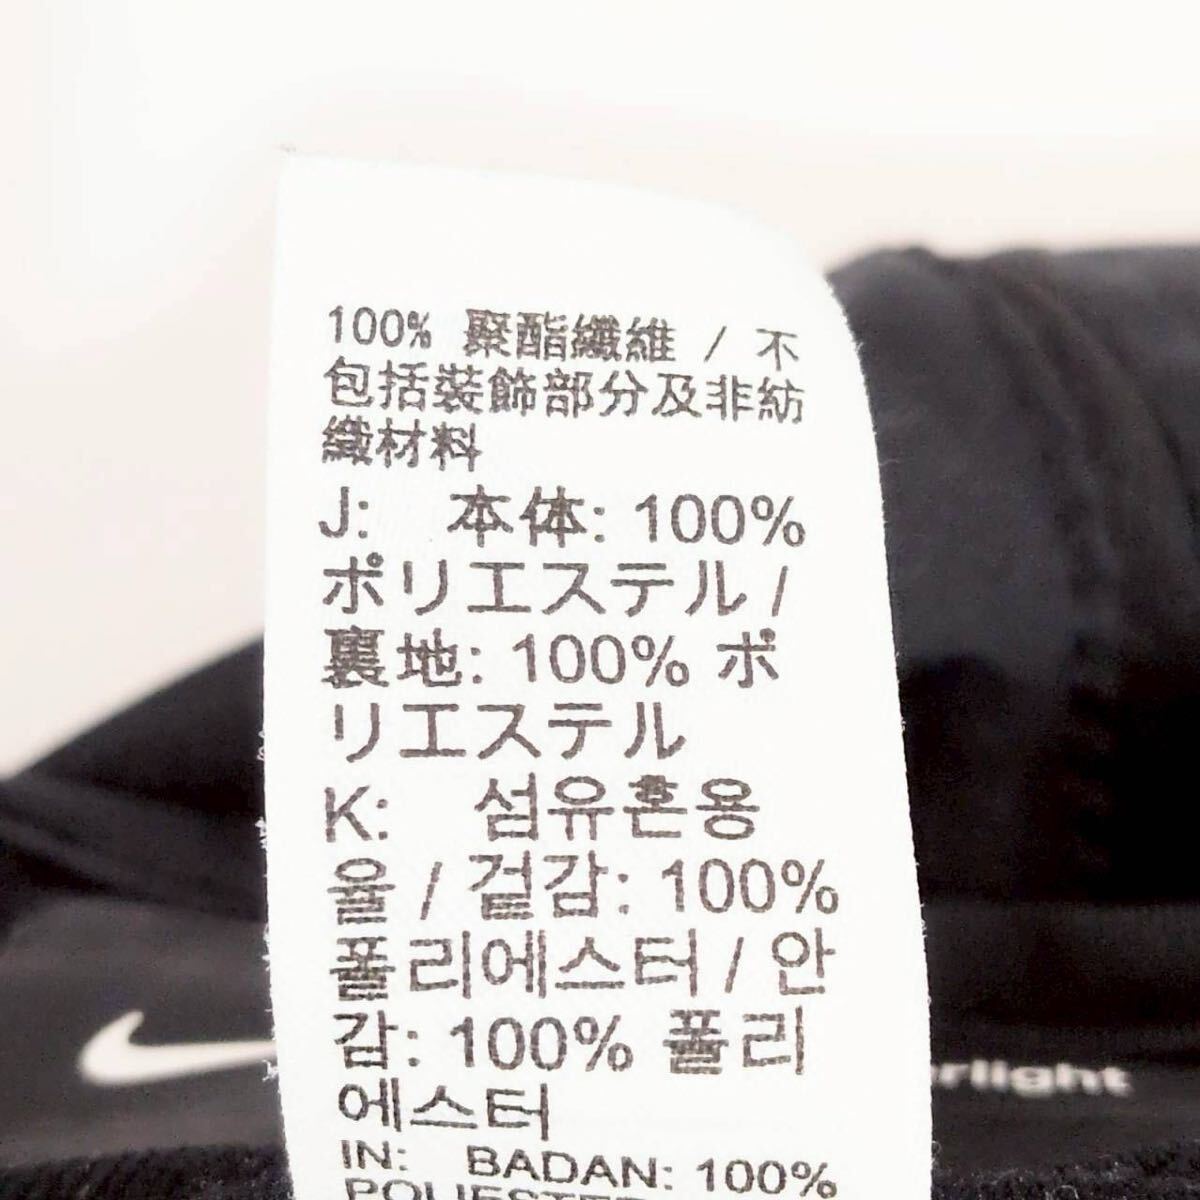 100% 聚酯纖維 / 不
包括裝飾部分及非紡
織材料
J: 本体: 100%
ポリエステル /
裏地: 100% ポ
リエステル
K: 섬유혼용
율 / 겉감: 100%
폴리에스터 / 안
감: 100% 폴리
에스터
IN: BADAN: 100%
POLIESTER
rlight